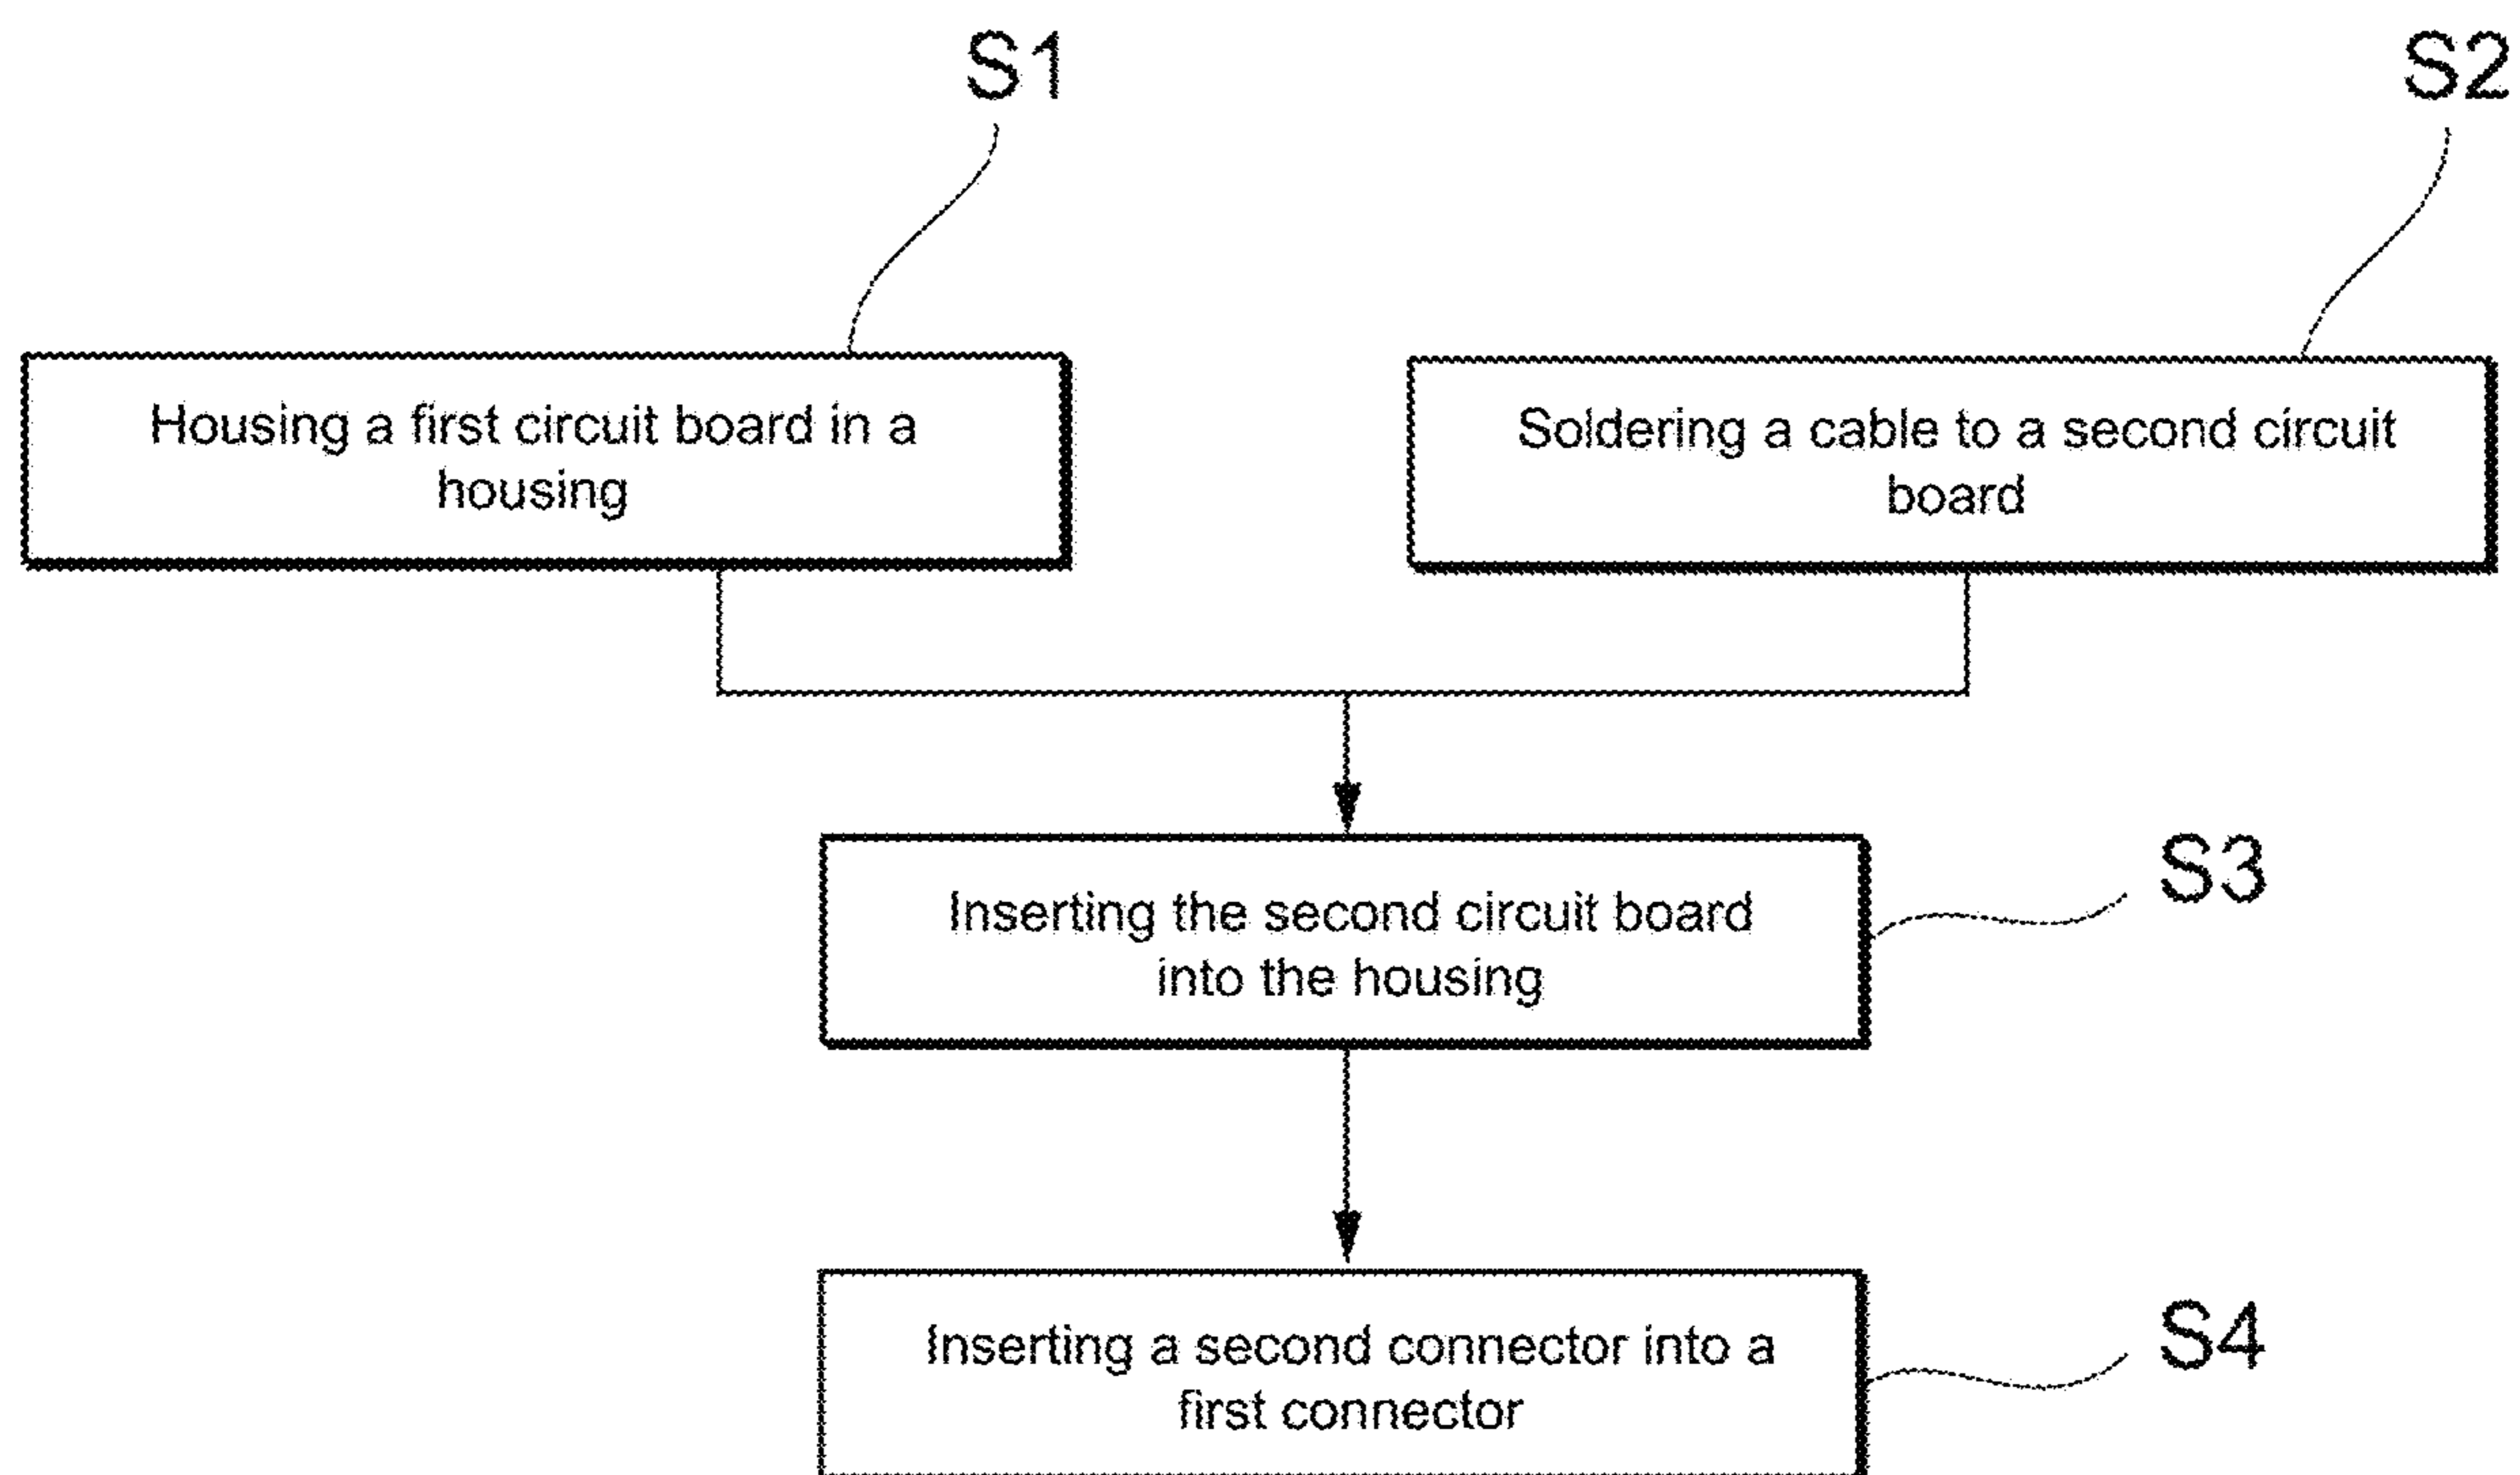 S1
S2
Housing a first circuit board in a
housing
Soldering a cable to a second circuit
board
Inserting the second circuit board
into the housing
S3
Inserting a second connector into a
first connector
S4